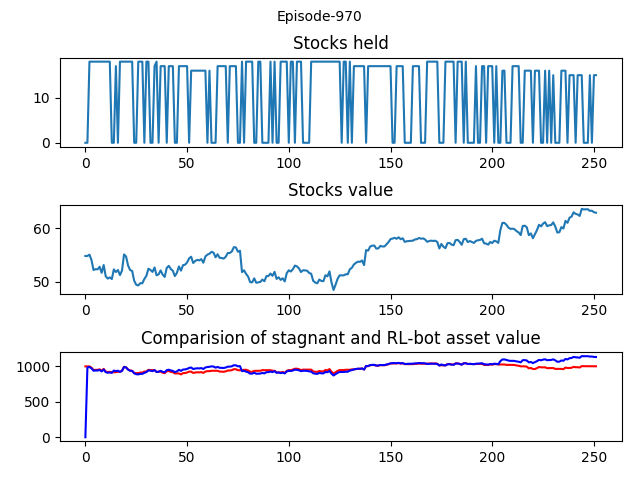 Episode-970
Stocks held
10
0
0 50 100 150 200 250
Stocks value
60
50
0 50 100 150 200 250
Comparision of stagnant and RL-bot asset value
1000
500
0
0 50 100 150 200 250